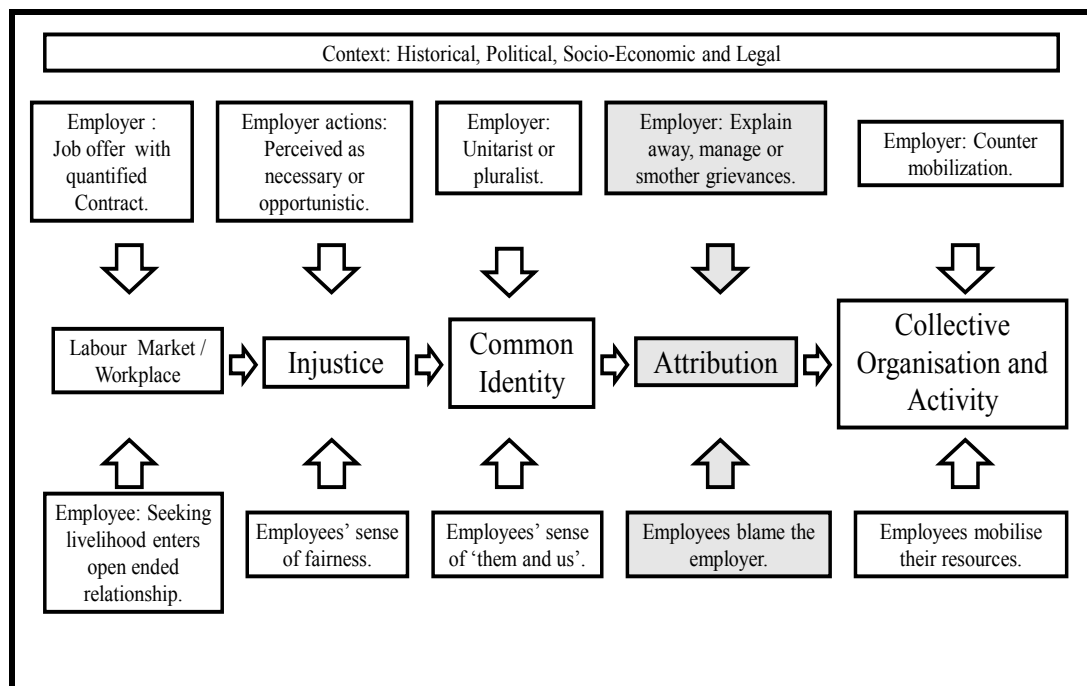 Context: Historical, Political, Socio-Economic and Legal
Employer :
Job offer with
quantified
Contract.
Employer actions:
Perceived as
necessary or
opportunistic.
Employer:
Unitarist or
pluralist.
Employer: Explain
away, manage or
smother grievances.
Employer: Counter
mobilization.
Labour Market /
Workplace
Injustice
Common
Identity
Attribution
Collective
Organisation and
Activity
Employee: Seeking
livelihood enters
open ended
relationship.
Employees’ sense
of fairness.
Employees’ sense
of ‘them and us’.
Employees blame the
employer.
Employees mobilise
their resources.